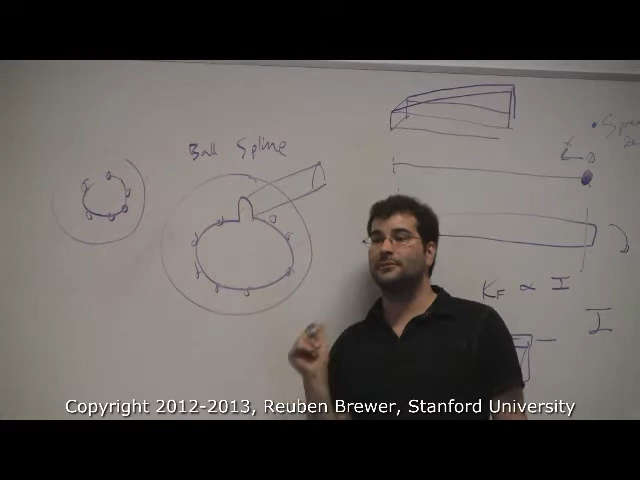 Ball Spline
K_F ∝ I
I
Copyright 2012-2013, Reuben Brewer, Stanford University